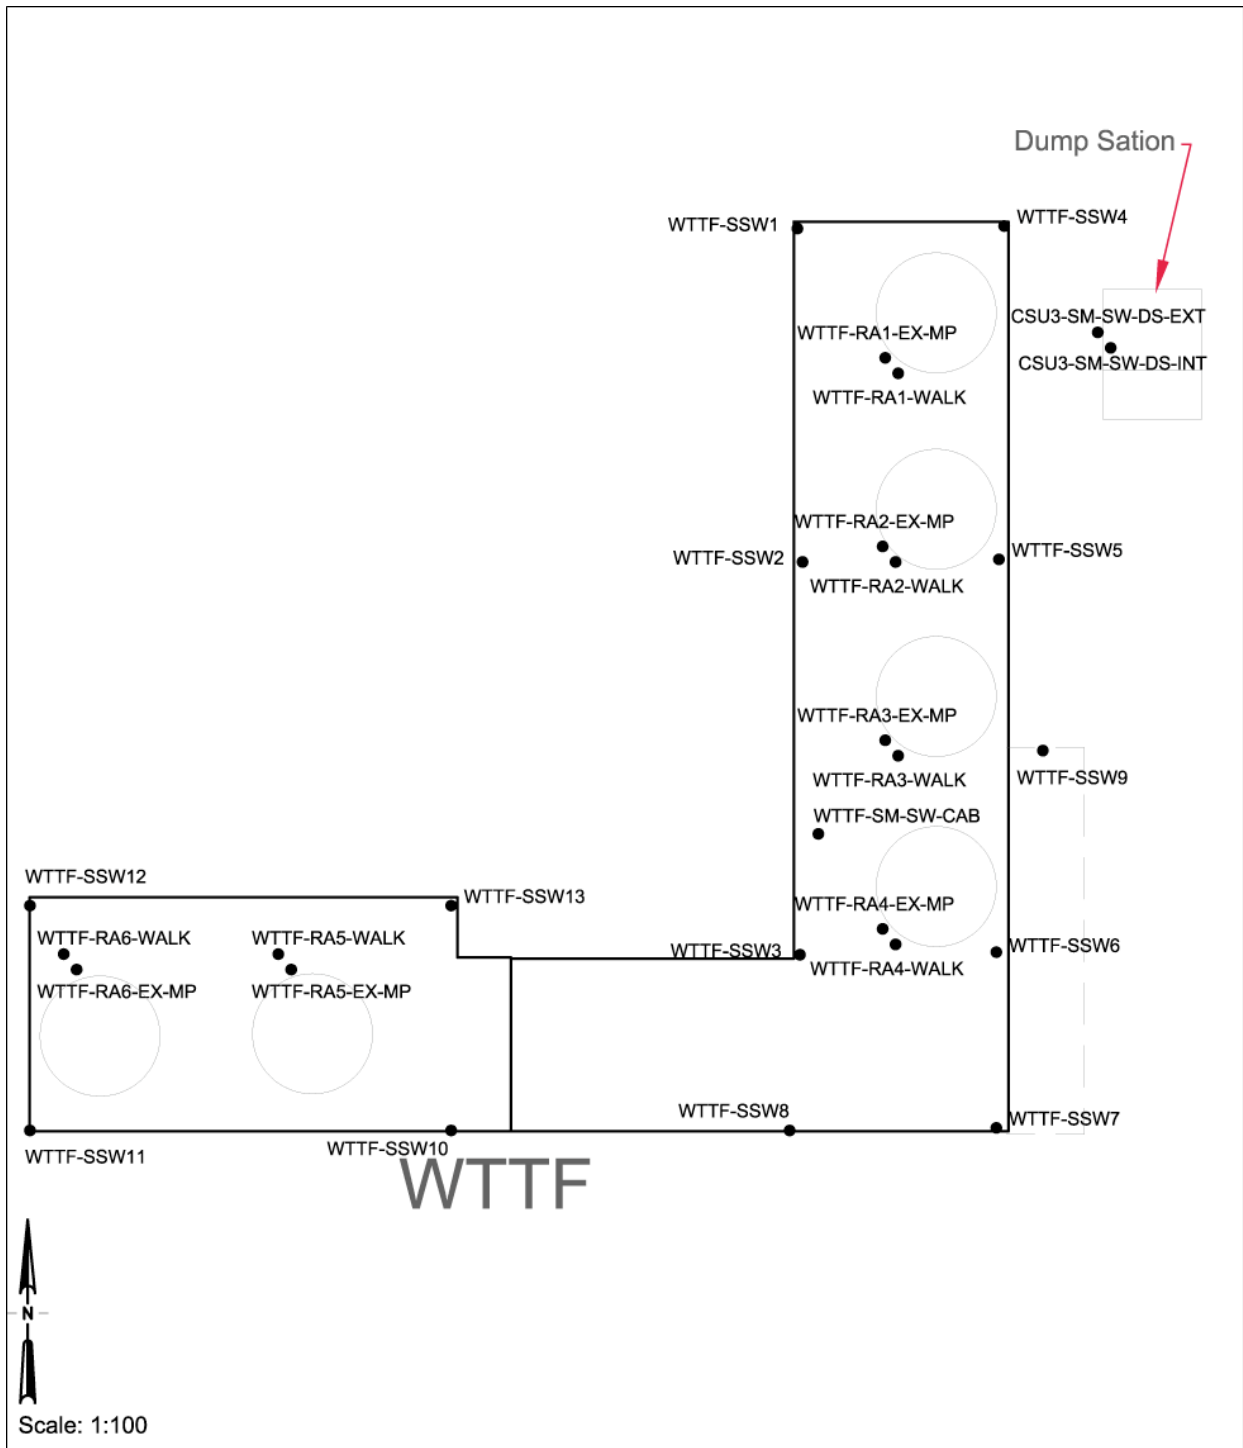 Dump Sation
WTTF-SSW1
WTTF-SSW4
CSU3-SM-SW-DS-EXT
WTTF-RA1-EX-MP
CSU3-SM-SW-DS-INT
WTTF-RA1-WALK
WTTF-RA2-EX-MP
WTTF-SSW2
WTTF-SSW5
WTTF-RA2-WALK
WTTF-RA3-EX-MP
WTTF-RA3-WALK
WTTF-SSW9
WTTF-SM-SW-CAB
WTTF-SSW12
WTTF-SSW13
WTTF-RA4-EX-MP
WTTF-RA6-WALK
WTTF-RA5-WALK
WTTF-SSW3
WTTF-SSW6
WTTF-RA4-WALK
WTTF-RA6-EX-MP
WTTF-RA5-EX-MP
WTTF-SSW8
WTTF-SSW7
WTTF-SSW11
WTTF-SSW10
WTTF
N
Scale: 1:100